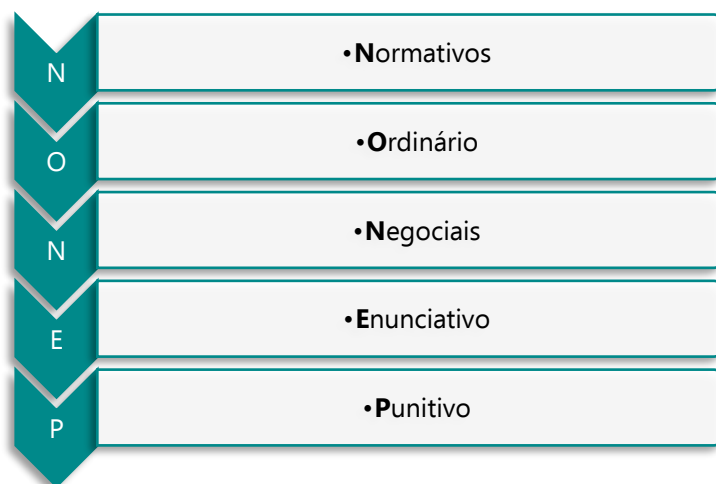 N
•Normativos
O
•Ordinário
N
•Negociais
E
•Enunciativo
P
•Punitivo